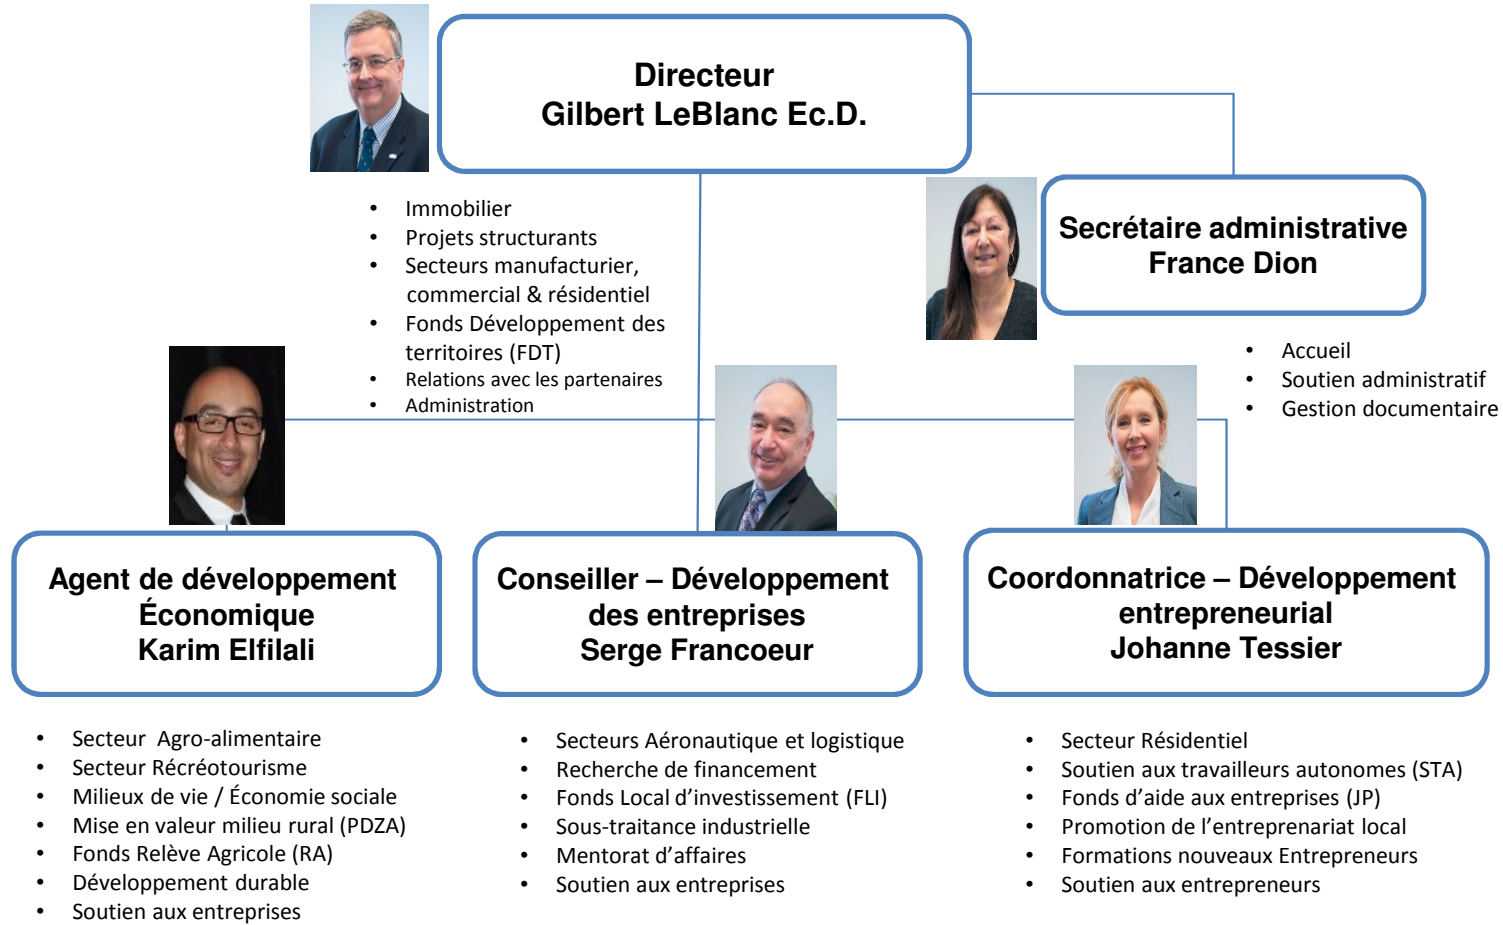 Directeur
Gilbert LeBlanc Ec.D.
• Immobilier
• Projets structurants
• Secteurs manufacturier,
commercial & résidentiel
• Fonds Développement des
territoires (FDT)
• Relations avec les partenaires
• Administration
Secrétaire administrative
France Dion
• Accueil
• Soutien administratif
• Gestion documentaire
Agent de développement
Économique
Karim Elfilali
• Secteur Agro-alimentaire
• Secteur Récréotourisme
• Milieux de vie / Économie sociale
• Mise en valeur milieu rural (PDZA)
• Fonds Relève Agricole (RA)
• Développement durable
• Soutien aux entreprises
Conseiller – Développement
des entreprises
Serge Francoeur
• Secteurs Aéronautique et logistique
• Recherche de financement
• Fonds Local d’investissement (FLI)
• Sous-traitance industrielle
• Mentorat d’affaires
• Soutien aux entreprises
Coordonnatrice – Développement
entrepreneurial
Johanne Tessier
• Secteur Résidentiel
• Soutien aux travailleurs autonomes (STA)
• Fonds d’aide aux entreprises (JP)
• Promotion de l’entreprenariat local
• Formations nouveaux Entrepreneurs
• Soutien aux entrepreneurs